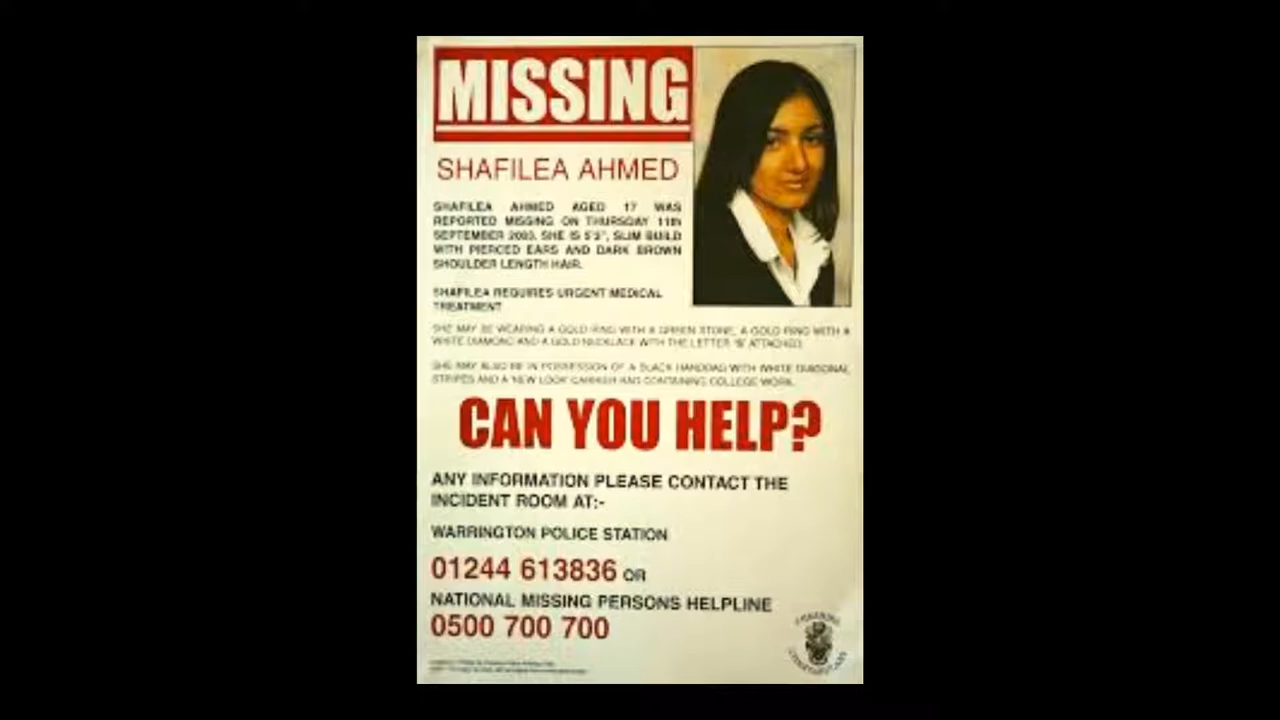 MISSING
SHAFILEA AHMED
SHAFILEA AHMED AGED 17 WAS
REPORTED MISSING ON THURSDAY 11th
SEPTEMBER 2003. SHE IS 5'3", SLIM BUILD
WITH PIERCED EARS AND DARK BROWN
SHOULDER LENGTH HAIR.
SHAFILEA REQUIRES URGENT MEDICAL
TREATMENT
SHE MAY BE WEARING A GOLD RING WITH A GREEN STONE, A GOLD RING WITH A
WHITE DIAMOND AND A GOLD NECKLACE WITH THE LETTER ATTACHED.
SHE MAY ALSO BE IN POSSESSION OF A BLACK HANDBAG WITH WHITE DIAGONAL
STRIPES AND A 'NEW LOOK' CARRIER BAG CONTAINING COLLEGE WORK.
CAN YOU HELP?
ANY INFORMATION PLEASE CONTACT THE
INCIDENT ROOM AT:-
WARRINGTON POLICE STATION
01244 613836 OR
NATIONAL MISSING PERSONS HELPLINE
0500 700 700